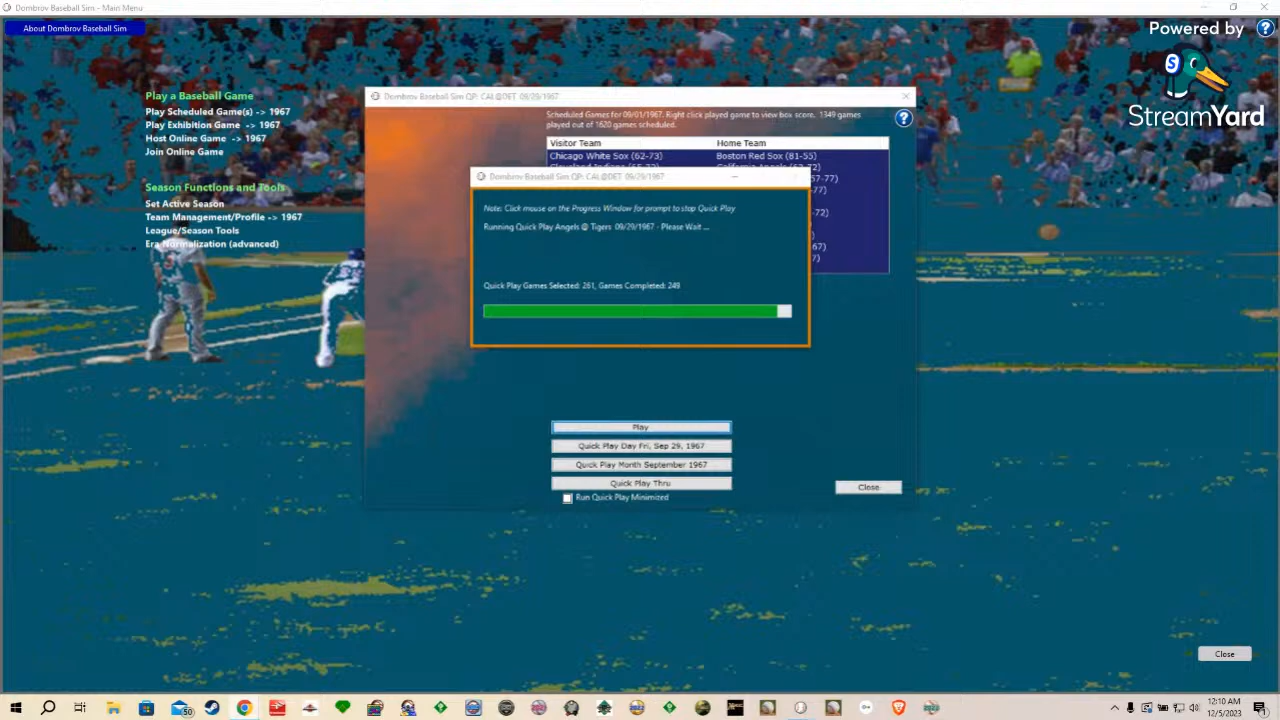 Dombrov Baseball Sim - Main Menu
About Dombrov Baseball Sim
Powered by
StreamYard
Play a Baseball Game
Play Scheduled Game(s) -> 1967
Play Exhibition Game -> 1967
Host Online Game -> 1967
Join Online Game
Season Functions and Tools
Set Active Season
Team Management/Profile -> 1967
League/Season Tools
Era Normalization (advanced)
Dombrov Baseball Sim QP: CAL@DET 09/29/1967
Scheduled Games for 09/01/1967. Right click played game to view box score. 1349 games
played out of 1620 games scheduled.
Visitor Team Home Team
Chicago White Sox (62-73) Boston Red Sox (81-55)
Dombrov Baseball Sim QP: CAL@DET 09/29/1967
Note: Click mouse on the Progress Window for prompt to stop Quick Play
Running Quick Play Angels @ Tigers 09/29/1967 - Please Wait ...
Quick Play Games Selected: 261, Games Completed: 249
Play
Quick Play Day Fri, Sep 29, 1967
Quick Play Month September 1967
Quick Play Thru
Run Quick Play Minimized
Close
Close
50
12:10 AM
12/5/2023